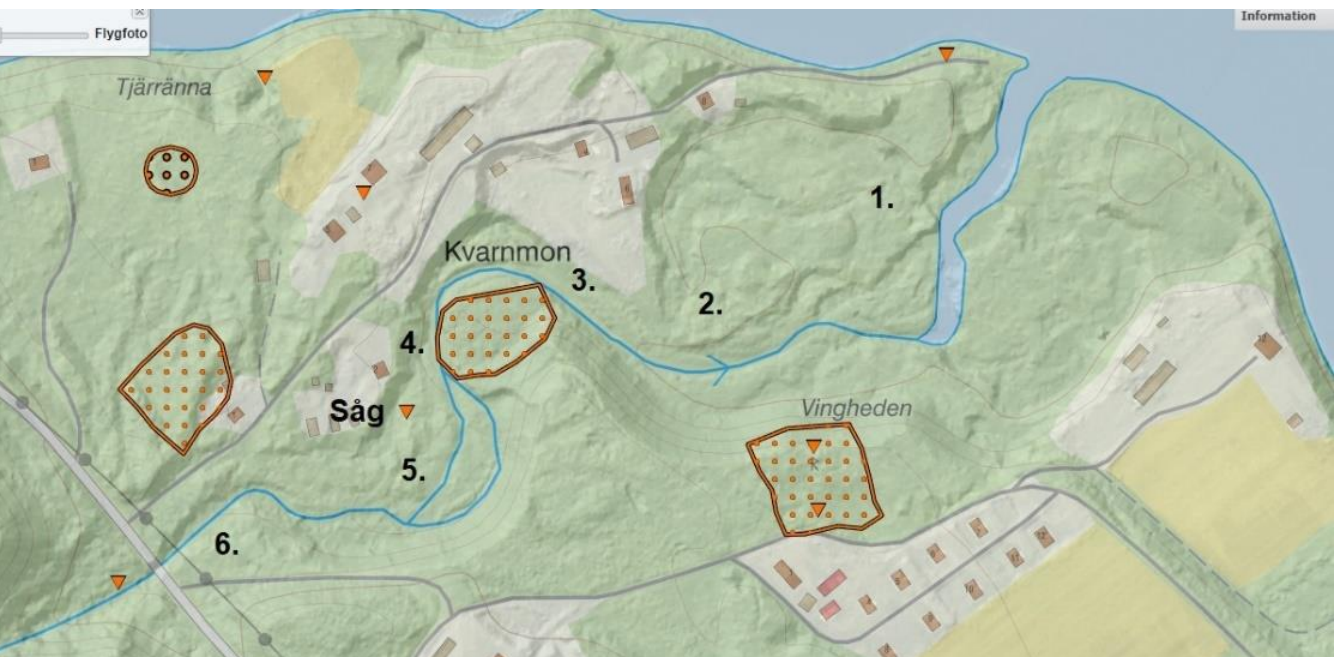 Information
Flygfoto
Tjärränna
1.
Kvarnmon
3.
2.
4.
Såg
Vingheden
R
5.
6.